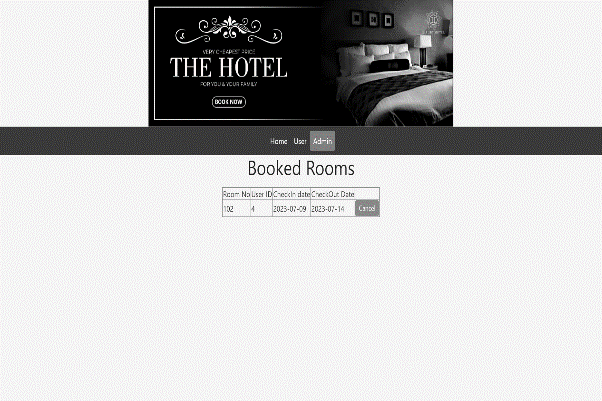 VERY CHEAPEST PRICE
THE HOTEL
FOR YOU & YOUR FAMILY
BOOK NOW
Home User Admin
Booked Rooms
Room No User ID CheckIn date CheckOut Date
102 4 2023-07-09 2023-07-14 Cancel